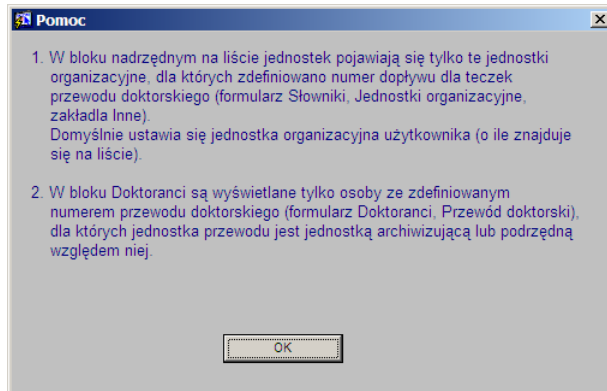 Pomoc
1. W bloku nadrzędnym na liście jednostek pojawiają się tylko te jednostki
organizacyjne, dla których zdefiniowano numer dopływu dla teczek
przewodu doktorskiego (formularz Słowniki, Jednostki organizacyjne,
zakładla Inne).
Domyślnie ustawia się jednostka organizacyjna użytkownika (o ile znajduje
się na liście).
2. W bloku Doktoranci są wyświetlane tylko osoby ze zdefiniowanym
numerem przewodu doktorskiego (formularz Doktoranci, Przewód doktorski),
dla których jednostka przewodu jest jednostką archiwizującą lub podrzędną
względem niej.
OK